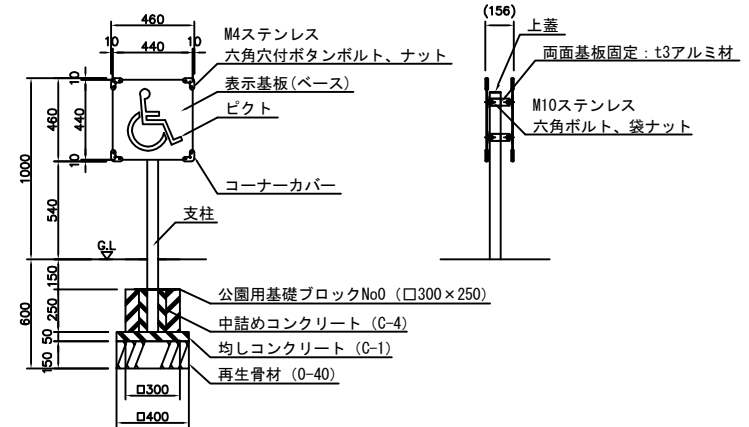 460
10
440
10
M4ステンレス
六角穴付ボタンボルト、ナット
表示基板(ベース)
ピクト
コーナーカバー
支柱
10
440
10
460
540
1000
G.L
150
250
50
150
600
公園用基礎ブロックNo0 (□300×250)
中詰めコンクリート (C-4)
均しコンクリート (C-1)
再生骨材 (0-40)
□300
□400
(156)
上蓋
両面基板固定：t3アルミ材
M10ステンレス
六角ボルト、袋ナット